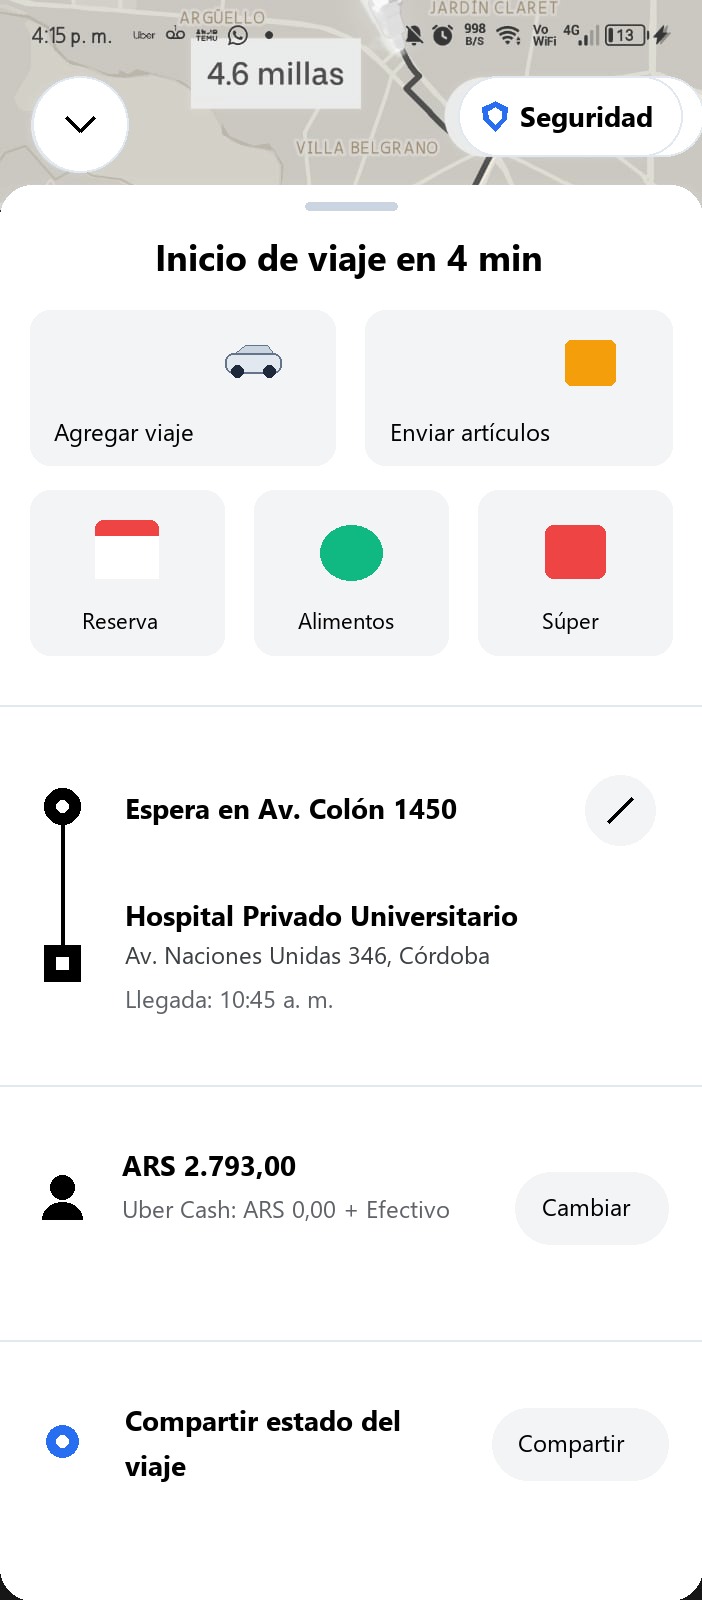 ARGÜELLO
JARDÍN CLARET
4:15 p. m.
Uber
TEMU
998
B/S
Vo
WiFi
4G
13
4.6 millas
Seguridad
VILLA BELGRANO
Inicio de viaje en 4 min
Agregar viaje
Enviar artículos
Reserva
Alimentos
Súper
Espera en Av. Colón 1450
Hospital Privado Universitario
Av. Naciones Unidas 346, Córdoba
Llegada: 10:45 a. m.
ARS 2.793,00
Uber Cash: ARS 0,00 + Efectivo
Cambiar
Compartir estado del
viaje
Compartir